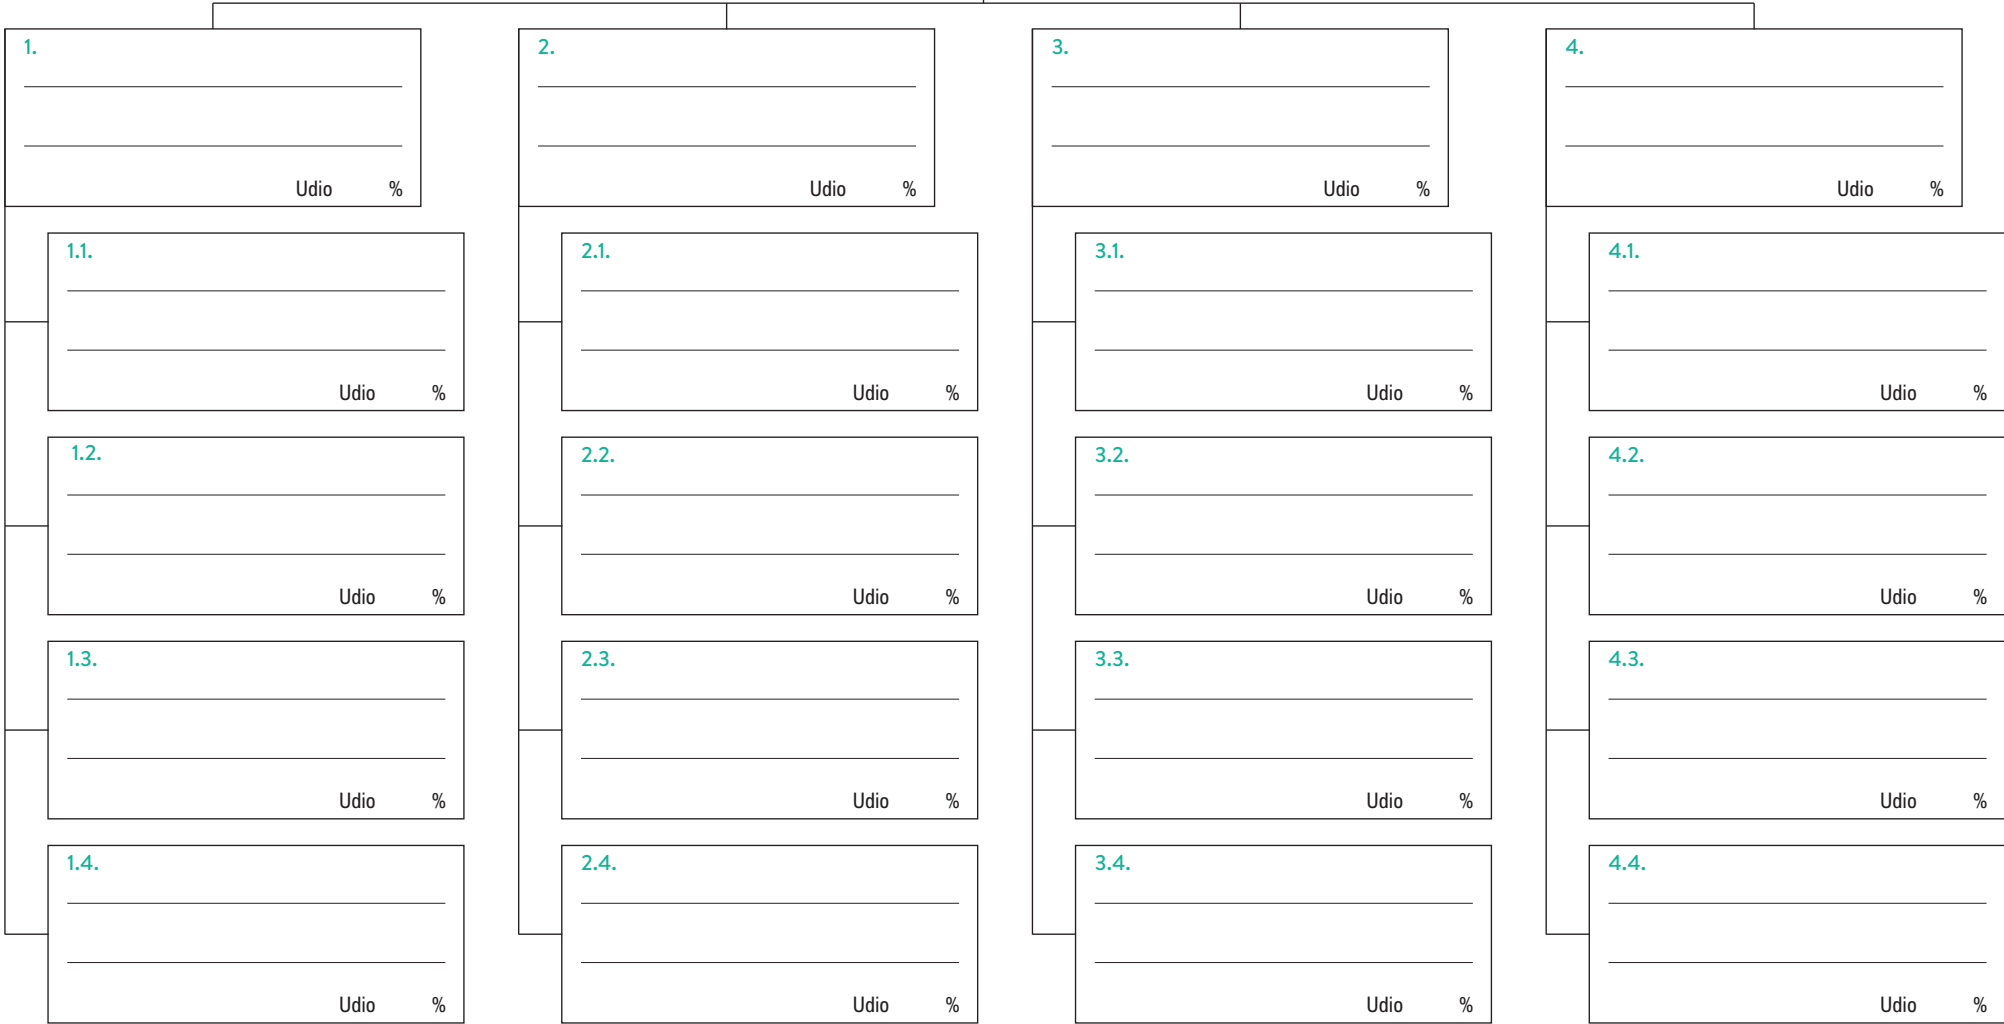 1.
Udio %
1.1.
Udio %
1.2.
Udio %
1.3.
Udio %
1.4.
Udio %
2.
Udio %
2.1.
Udio %
2.2.
Udio %
2.3.
Udio %
2.4.
Udio %
3.
Udio %
3.1.
Udio %
3.2.
Udio %
3.3.
Udio %
3.4.
Udio %
4.
Udio %
4.1.
Udio %
4.2.
Udio %
4.3.
Udio %
4.4.
Udio %